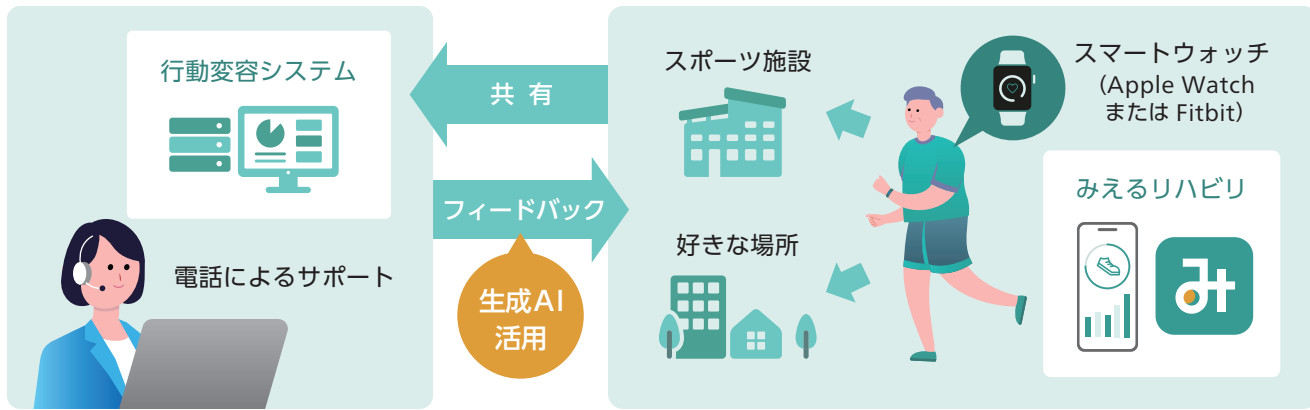 行動変容システム
電話によるサポート
共有
フィードバック
生成AI
活用
スポーツ施設
好きな場所
スマートウォッチ
(Apple Watch
または Fitbit)
みえるリハビリ
み